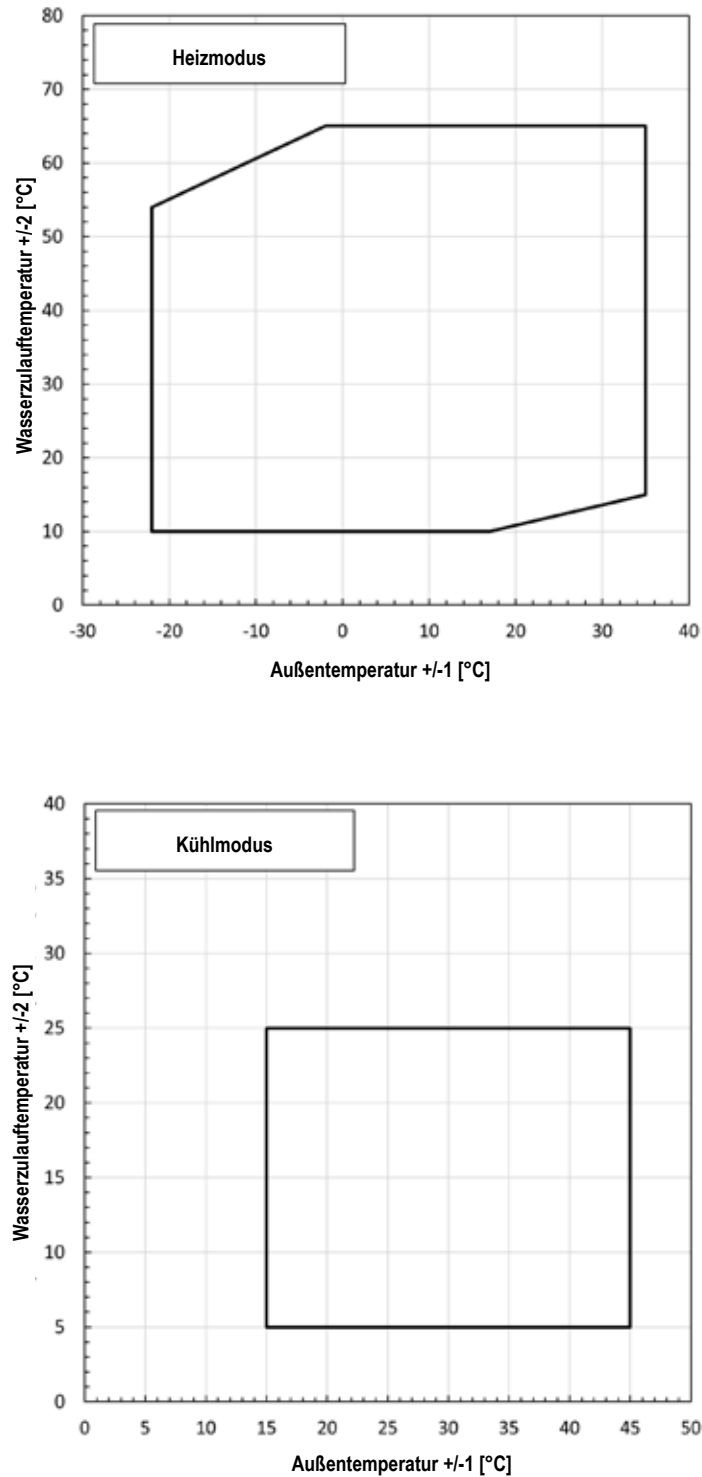 80
Heizmodus
70
60
50
40
30
20
10
0
Wasserzulauftemperatur +/-2 [°C]
-30 -20 -10 0 10 20 30 40
Außentemperatur +/-1 [°C]
40
Kühlmodus
35
30
25
20
15
10
5
0
Wasserzulauftemperatur +/-2 [°C]
0 5 10 15 20 25 30 35 40 45 50
Außentemperatur +/-1 [°C]